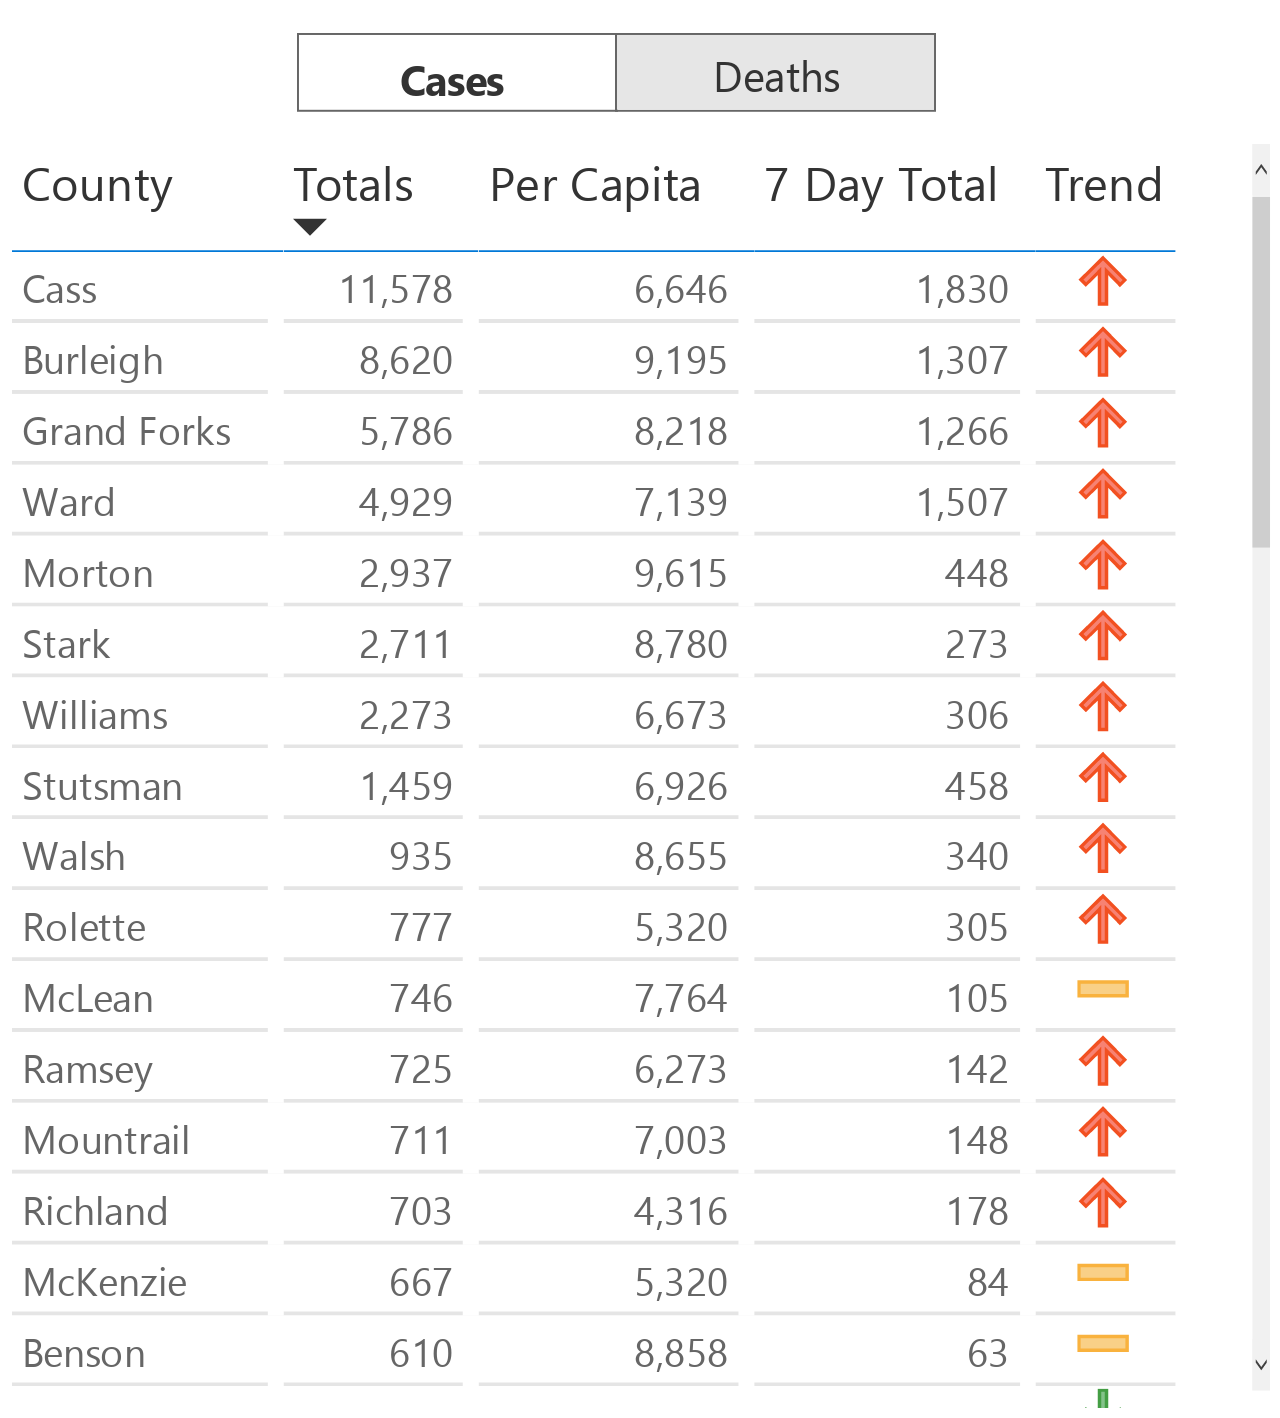 Cases Deaths
County Totals Per Capita 7 Day Total Trend
Cass 11,578 6,646 1,830
Burleigh 8,620 9,195 1,307
Grand Forks 5,786 8,218 1,266
Ward 4,929 7,139 1,507
Morton 2,937 9,615 448
Stark 2,711 8,780 273
Williams 2,273 6,673 306
Stutsman 1,459 6,926 458
Walsh 935 8,655 340
Rolette 777 5,320 305
McLean 746 7,764 105
Ramsey 725 6,273 142
Mountrail 711 7,003 148
Richland 703 4,316 178
McKenzie 667 5,320 84
Benson 610 8,858 63